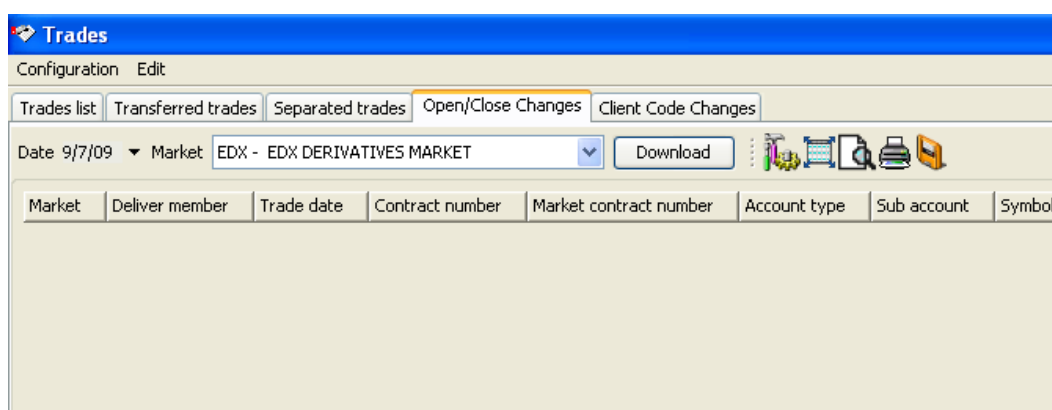 Trades
Configuration Edit
Trades list Transferred trades Separated trades Open/Close Changes Client Code Changes
Date 9/7/09 Market EDX - EDX DERIVATIVES MARKET Download
Market Deliver member Trade date Contract number Market contract number Account type Sub account Symbol